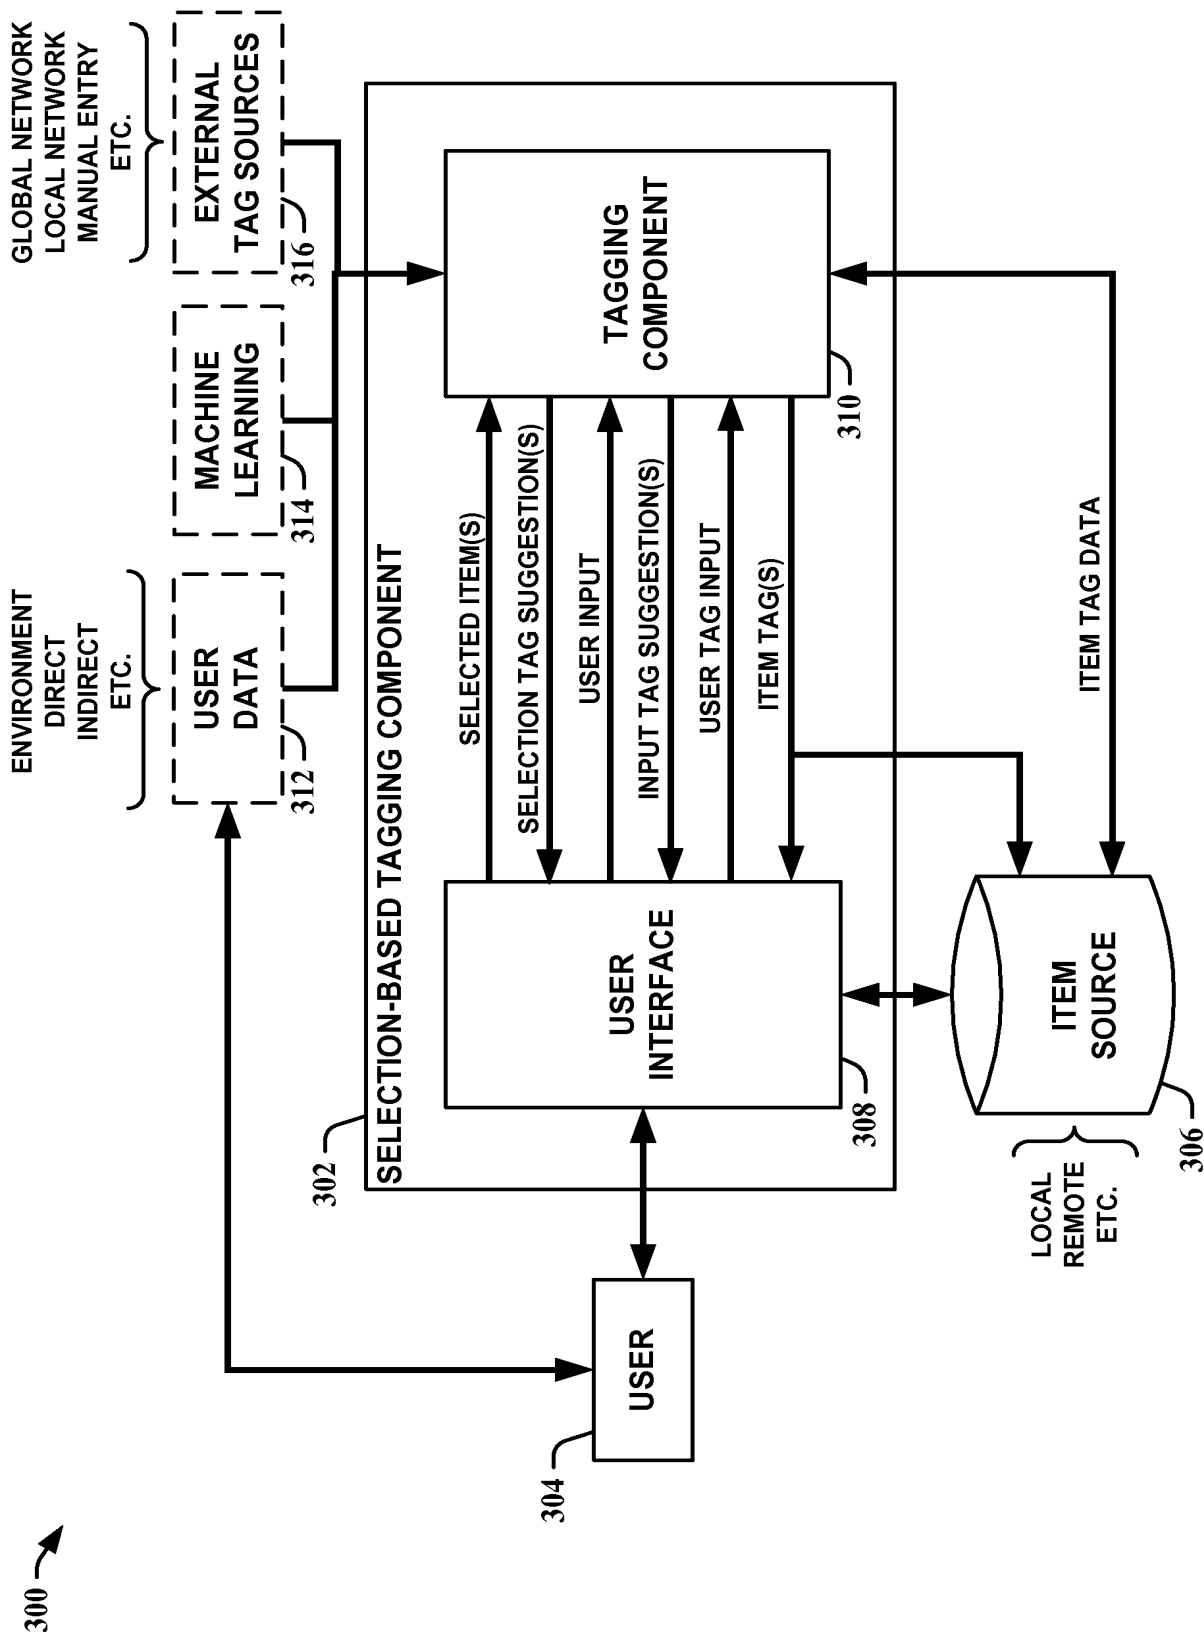 300
ENVIRONMENT
DIRECT
INDIRECT
ETC.
GLOBAL NETWORK
LOCAL NETWORK
MANUAL ENTRY
ETC.
USER
DATA
312
MACHINE
LEARNING
314
EXTERNAL
TAG SOURCES
316
302
SELECTION-BASED TAGGING COMPONENT
304
USER
USER
INTERFACE
308
SELECTED ITEM(S)
SELECTION TAG SUGGESTION(S)
USER INPUT
INPUT TAG SUGGESTION(S)
USER TAG INPUT
ITEM TAG(S)
TAGGING
COMPONENT
310
ITEM TAG DATA
LOCAL
REMOTE
ETC.
ITEM
SOURCE
306